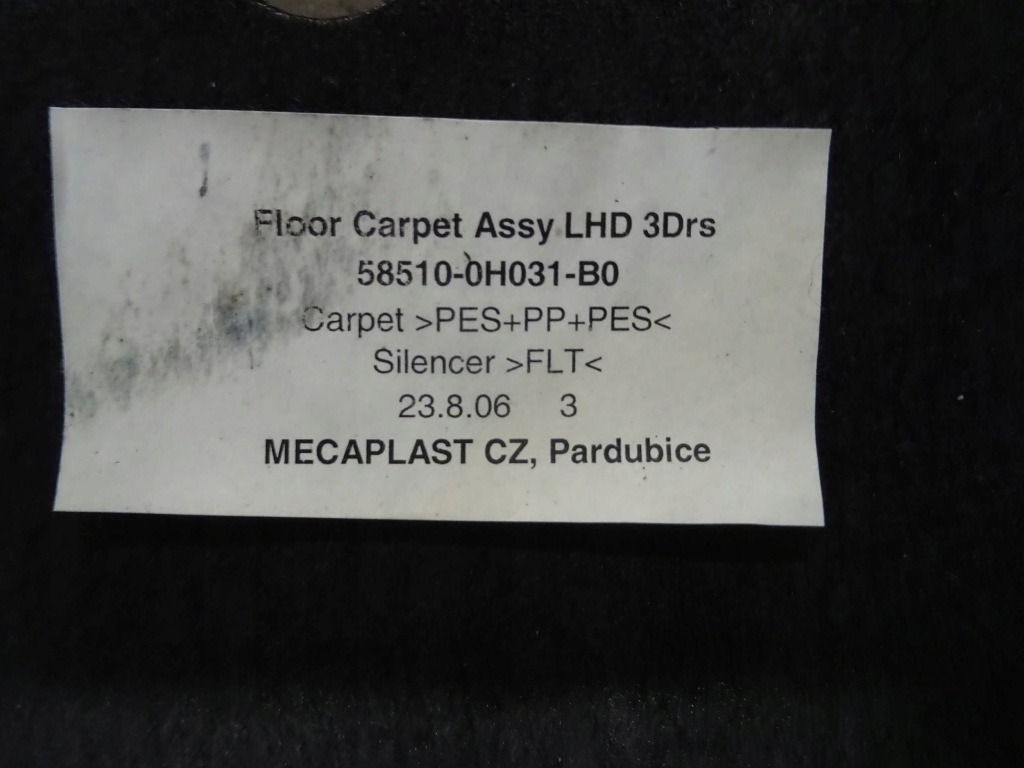 Floor Carpet Assy LHD 3Drs
58510-0H031-B0
Carpet >PES+PP+PES<
Silencer >FLT<
23.8.06 3
MECAPLAST CZ, Pardubice